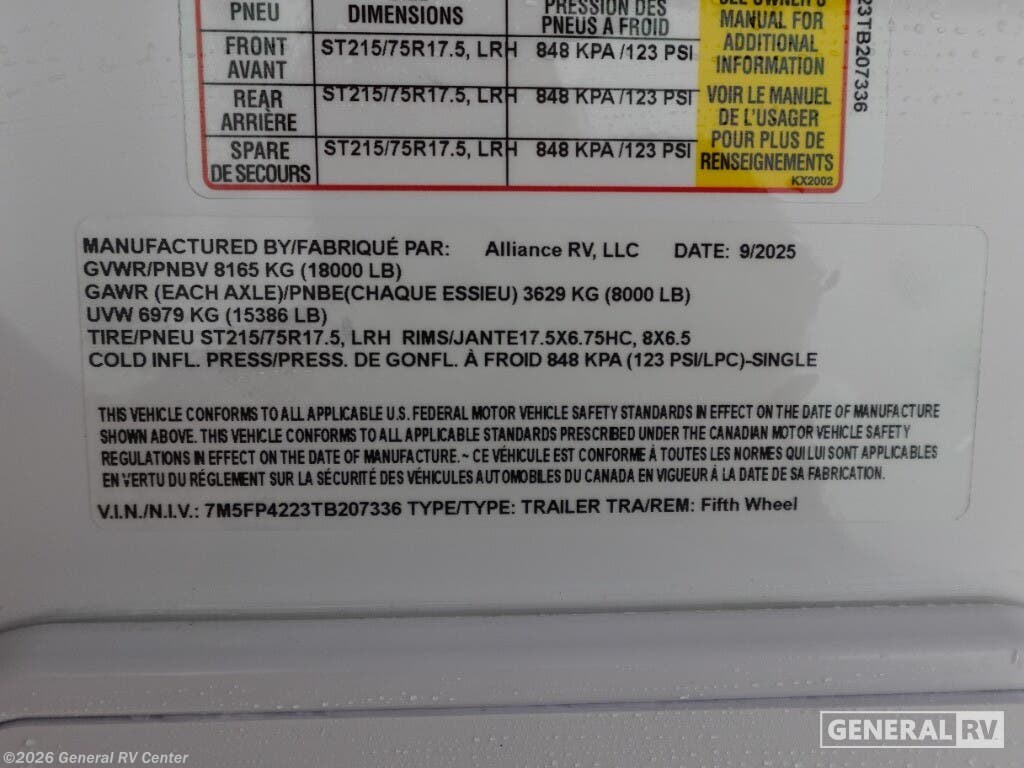 PNEU
DIMENSIONS
PRESSION DES
PNEUS A FROID
SEE OWNER'S
MANUAL FOR
ADDITIONAL
INFORMATION
FRONT
AVANT
ST215/75R17.5, LRH
848 KPA /123 PSI
REAR
ARRIÈRE
ST215/75R17.5, LRH
848 KPA /123 PSI
VOIR LE MANUEL
DE L'USAGER
POUR PLUS DE
RENSEIGNEMENTS
SPARE
DE SECOURS
ST215/75R17.5, LRH
848 KPA /123 PSI
KX2002
23TB207336
MANUFACTURED BY/FABRIQUÉ PAR: Alliance RV, LLC DATE: 9/2025
GVWR/PNBV 8165 KG (18000 LB)
GAWR (EACH AXLE)/PNBE(CHAQUE ESSIEU) 3629 KG (8000 LB)
UVW 6979 KG (15386 LB)
TIRE/PNEU ST215/75R17.5, LRH RIMS/JANTE17.5X6.75HC, 8X6.5
COLD INFL. PRESS/PRESS. DE GONFL. À FROID 848 KPA (123 PSI/LPC)-SINGLE
THIS VEHICLE CONFORMS TO ALL APPLICABLE U.S. FEDERAL MOTOR VEHICLE SAFETY STANDARDS IN EFFECT ON THE DATE OF MANUFACTURE
SHOWN ABOVE. THIS VEHICLE CONFORMS TO ALL APPLICABLE STANDARDS PRESCRIBED UNDER THE CANADIAN MOTOR VEHICLE SAFETY
REGULATIONS IN EFFECT ON THE DATE OF MANUFACTURE. ~ CE VÉHICULE EST CONFORME À TOUTES LES NORMES QUI LUI SONT APPLICABLES
EN VERTU DU RÉGLEMENT SUR LA SÉCURITÉ DES VÉHICULES AUTOMOBILES DU CANADA EN VIGUEUR À LA DATE DE SA FABRICATION.
V.I.N./N.I.V.: 7M5FP4223TB207336 TYPE/TYPE: TRAILER TRA/REM: Fifth Wheel
GENERAL RV
©2026 General RV Center